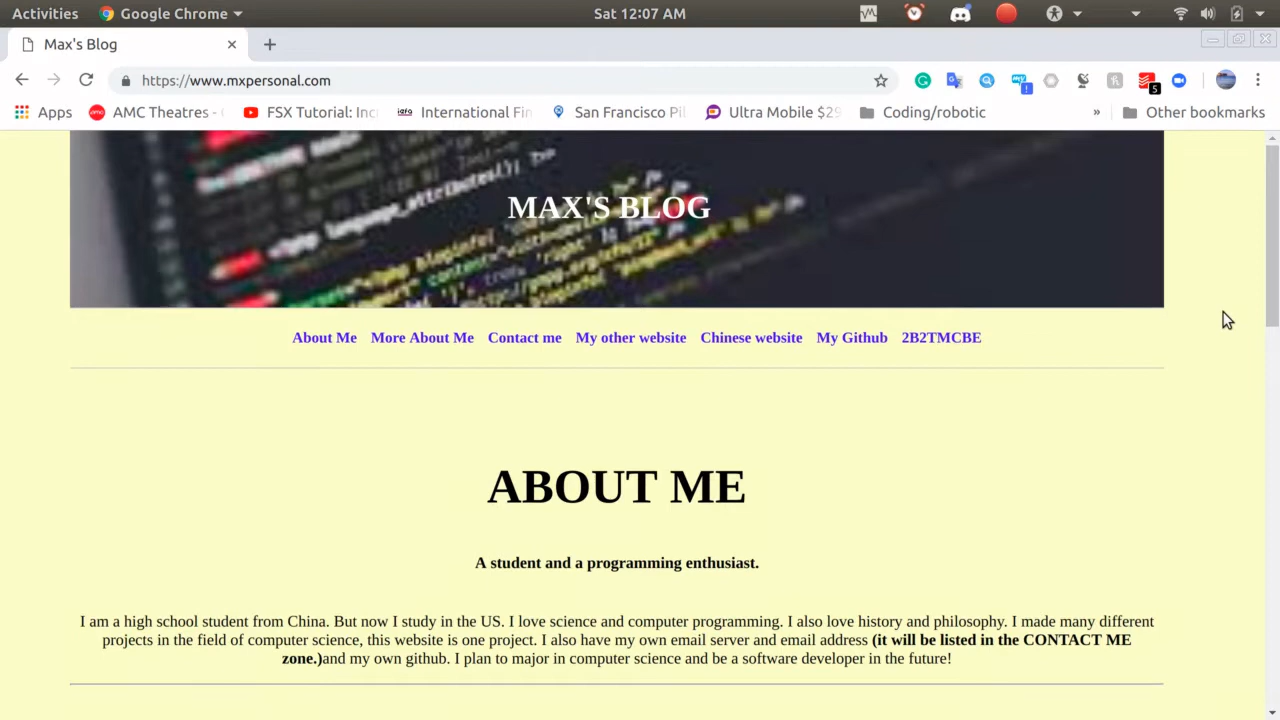 Activities Google Chrome Sat 12:07 AM
Max's Blog
https://www.mxpersonal.com
5
Apps AMC Theatres - FSX Tutorial: Inc International Fin San Francisco Pil Ultra Mobile $29 Coding/robotic » Other bookmarks
language_attributes();
MAX'S BLOG
'right'
About Me More About Me Contact me My other website Chinese website My Github 2B2TMCBE
ABOUT ME
A student and a programming enthusiast.
I am a high school student from China. But now I study in the US. I love science and computer programming. I also love history and philosophy. I made many different
projects in the field of computer science, this website is one project. I also have my own email server and email address (it will be listed in the CONTACT ME
zone.)and my own github. I plan to major in computer science and be a software developer in the future!